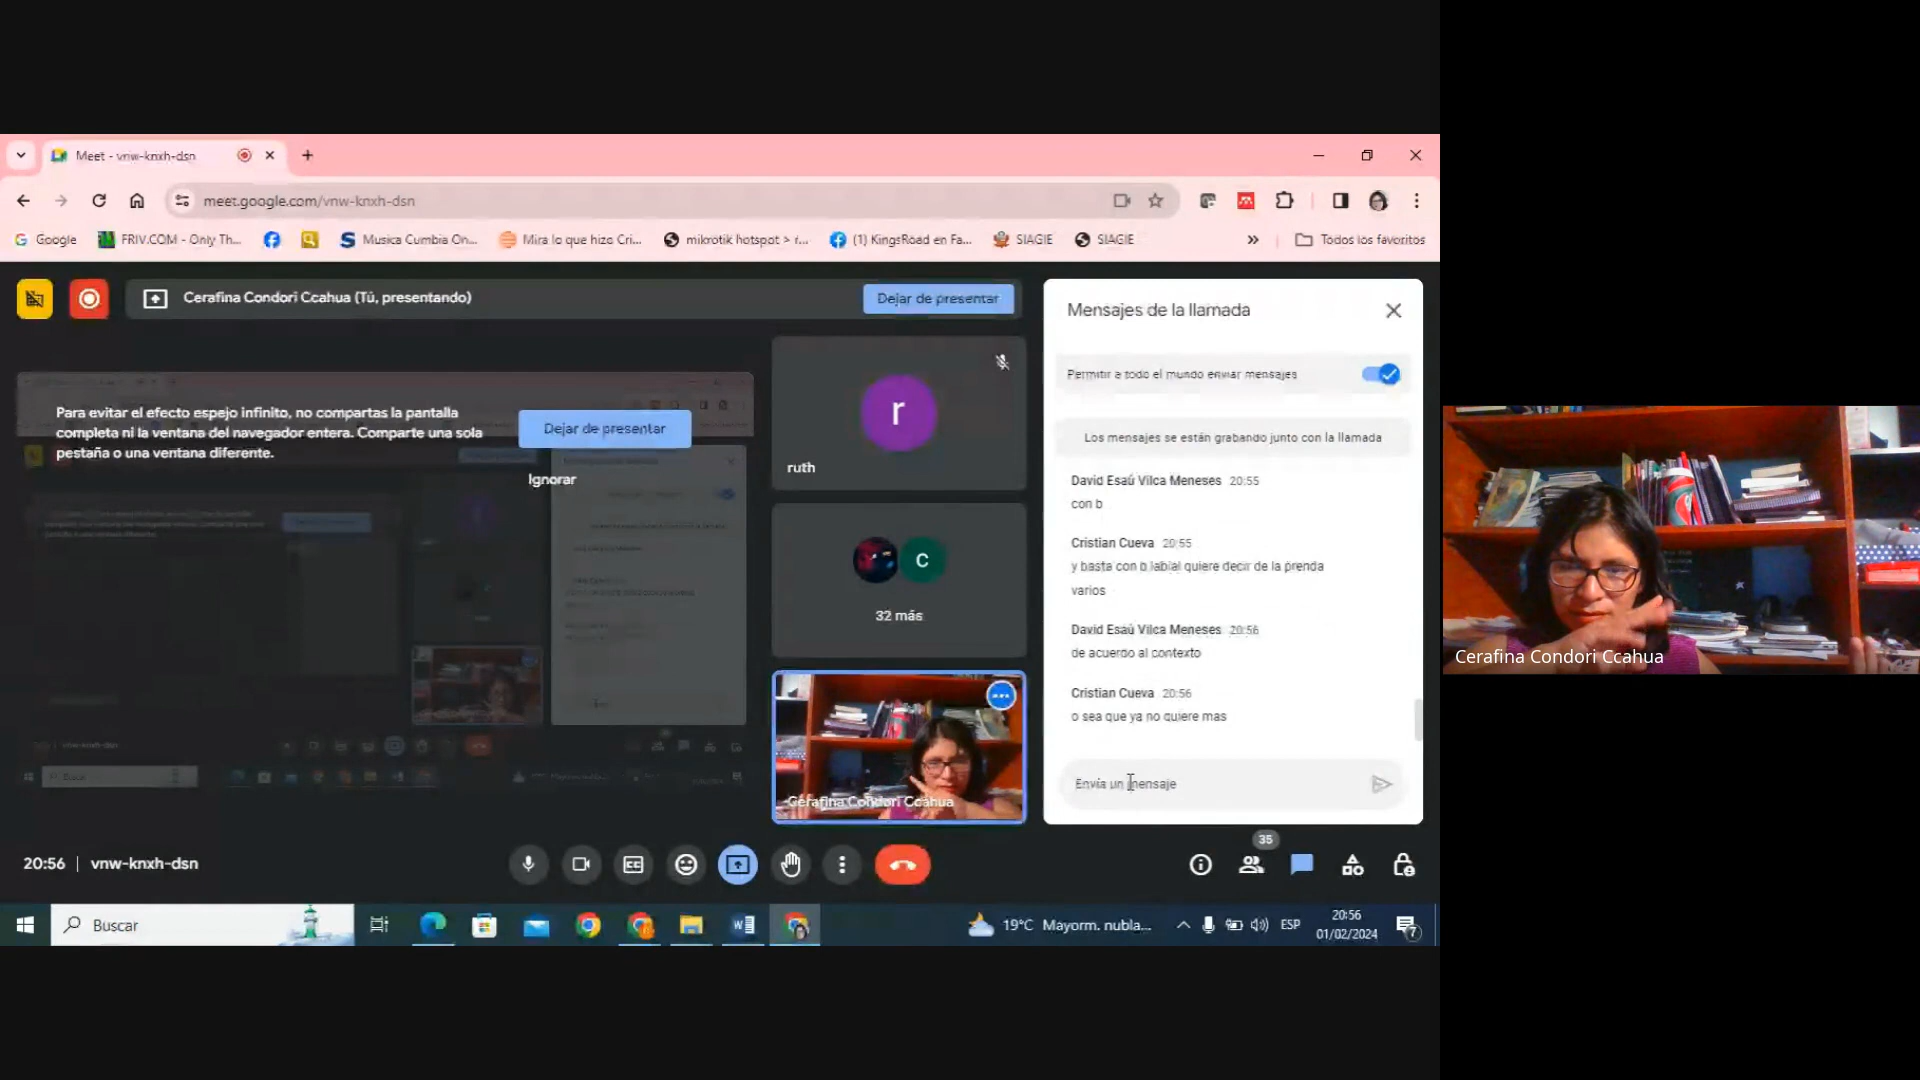 Meet - vnw-knxh-dsn
meet.google.com/vnw-knxh-dsn
Google
FRIV.COM - Only Th...
Musica Cumbia On...
Mira lo que hizo Cri...
mikrotik hotspot > r...
(1) KingsRoad en Fa...
SIAGIE
SIAGIE
Todos los favoritos
Cerafina Condori Ccahua (Tú, presentando)
Dejar de presentar
Para evitar el efecto espejo infinito, no compartas la pantalla
completa ni la ventana del navegador entera. Comparte una sola
pestaña o una ventana diferente.
Dejar de presentar
Ignorar
r
ruth
C
32 más
Cerafina Condori Ccahua
Mensajes de la llamada
Permitir a todo el mundo enviar mensajes
Los mensajes se están grabando junto con la llamada
David Esaú Vilca Meneses 20:55
con b
Cristian Cueva 20:55
y basta con b labial quiere decir de la prenda
varios
David Esaú Vilca Meneses 20:56
de acuerdo al contexto
Cristian Cueva 20:56
o sea que ya no quiere mas
Envía un mensaje
20:56 | vnw-knxh-dsn
35
Buscar
19°C Mayorm. nubla...
ESP
20:56
01/02/2024
7
Cerafina Condori Ccahua